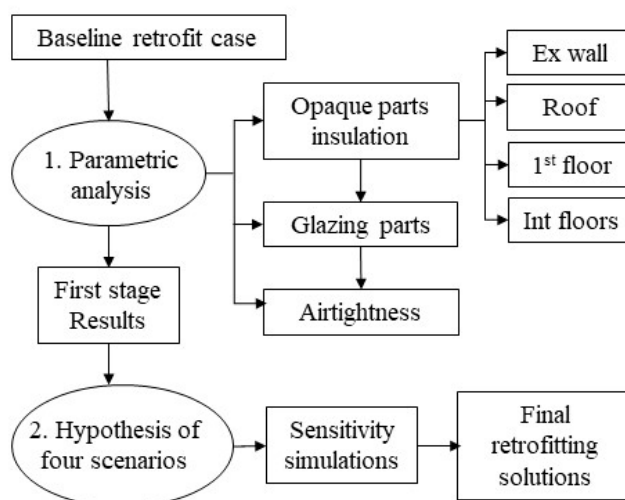 Baseline retrofit case
1. Parametric
analysis
First stage
Results
2. Hypothesis of
four scenarios
Opaque parts
insulation
Glazing parts
Airtightness
Ex wall
Roof
1st floor
Int floors
Sensitivity
simulations
Final
retrofitting
solutions